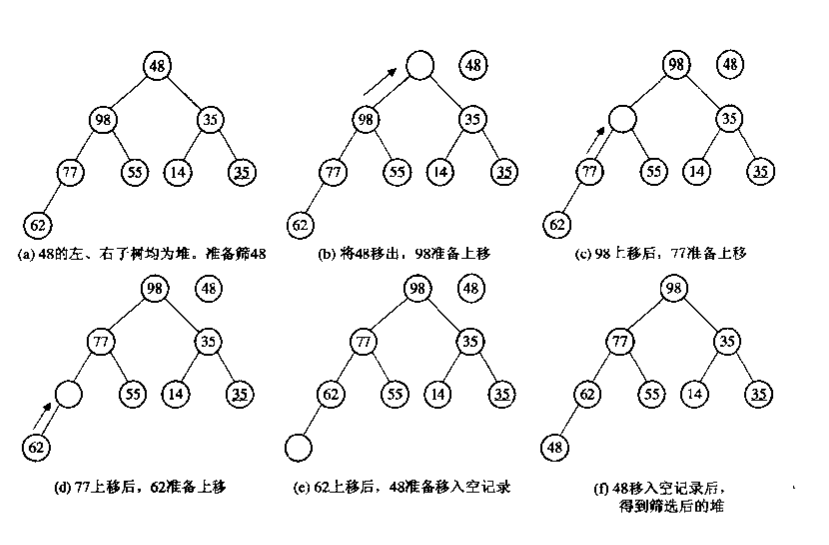 48
98 35
77 55 14 35
62
(a) 48的左、右子树均为堆。准备筛48
48
98 35
77 55 14 35
62
(b) 将48移出，98准备上移
98 48
35
77 55 14 35
62
(c) 98上移后，77准备上移
98 48
77 35
55 14 35
62
(d) 77上移后，62准备上移
98 48
77 35
62 55 14 35
(e) 62上移后，48准备移入空记录
98
77 35
62 55 14 35
48
(f) 48移入空记录后，
得到筛选后的堆